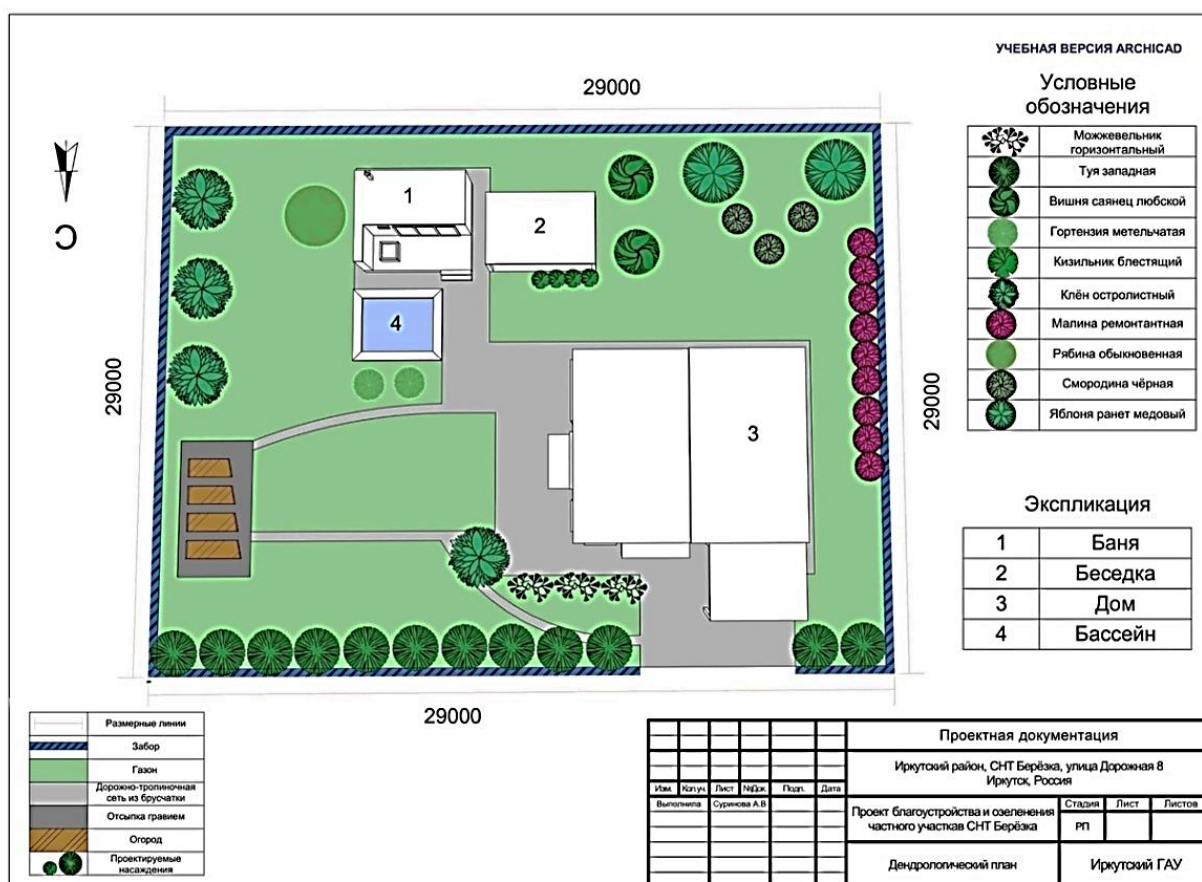 УЧЕБНАЯ ВЕРСИЯ ARCHICAD
29000
Условные
обозначения
Можжевельник
горизонтальный
Туя западная
Вишня саянец любской
Гортензия метельчатая
Кизильник блестящий
Клён остролистный
Малина ремонтантная
Рябина обыкновенная
Смородина чёрная
Яблоня ранет медовый
С
1
2
4
3
29000
29000
29000
Экспликация
1 Баня
2 Беседка
3 Дом
4 Бассейн
Размерные линии
Забор
Газон
Дорожно-тропиночная
сеть из брусчатки
Отсыпка гравием
Огород
Проектируемые
насаждения
Проектная документация
Иркутский район, СНТ Берёзка, улица Дорожная 8
Иркутск, Россия
Изм. Кол.уч. Лист №Док. Подп. Дата
Выполнила Суринова А.В.
Проект благоустройства и озеленения
частного участкав СНТ Берёзка
Стадия Лист Листов
РП
Дендрологический план
Иркутский ГАУ